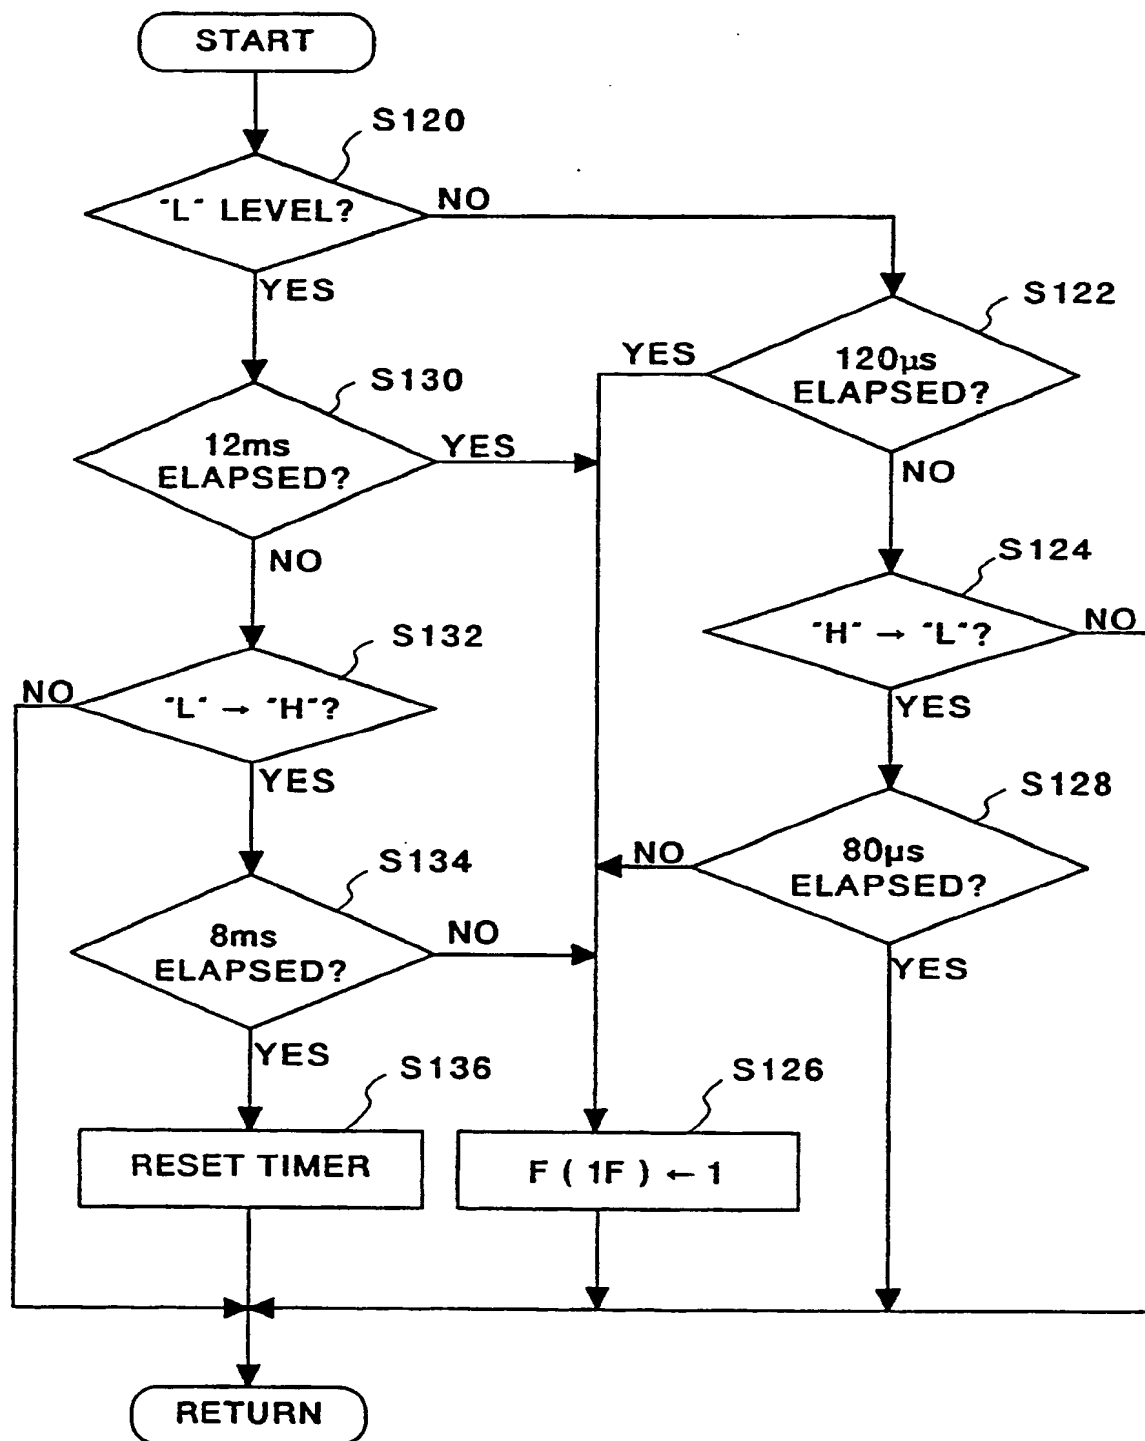 START
S120
"L" LEVEL?
NO
YES
S122
120µs
ELAPSED?
YES
NO
S130
12ms
ELAPSED?
YES
NO
S124
"H" → "L"?
NO
YES
S132
"L" → "H"?
NO
YES
S128
80µs
ELAPSED?
NO
YES
S134
8ms
ELAPSED?
NO
YES
S136
RESET TIMER
S126
F ( 1F ) ← 1
RETURN